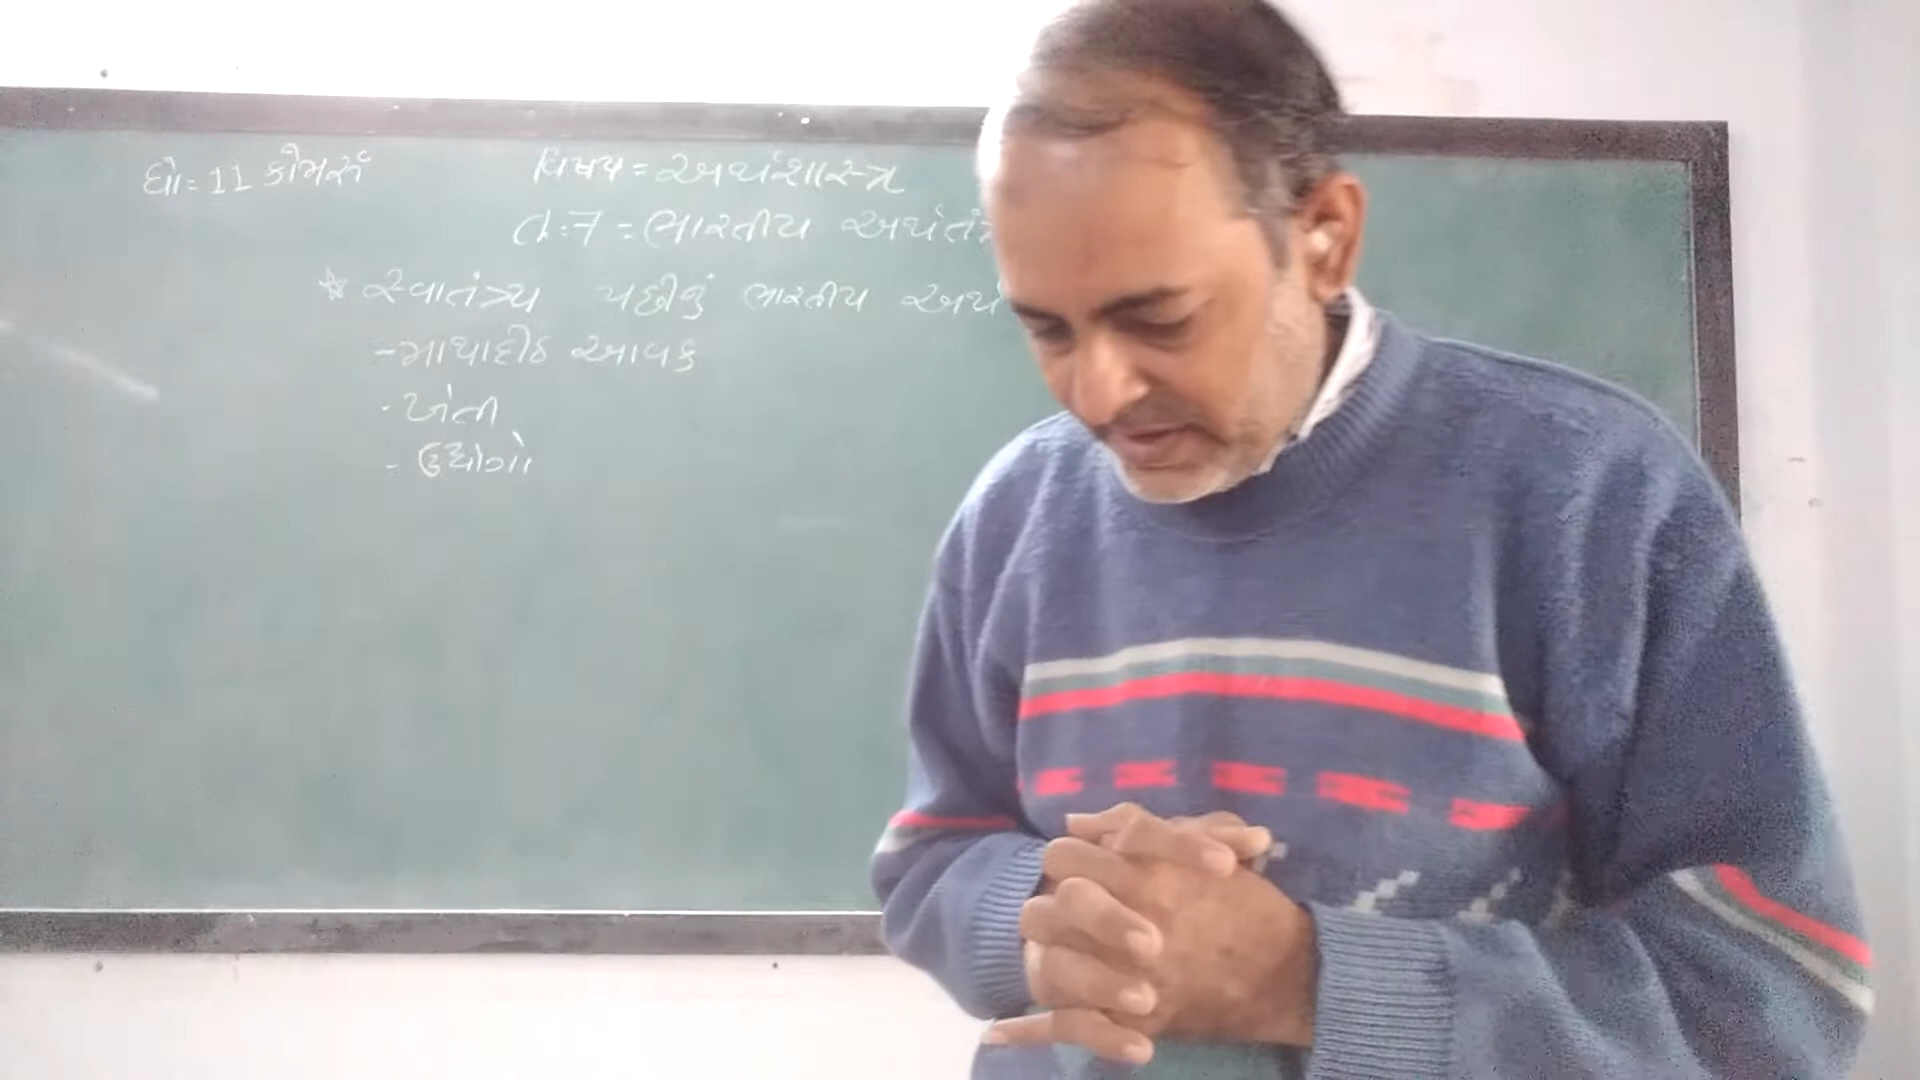 ધો:= 11 કોમર્સ
વિષય = અર્થશાસ્ત્ર
તા:7 = ભારતીય અર્થતંત્ર
* સ્વાતંત્ર્ય પછીનું ભારતીય અર્થ
- માથાદીઠ આવક
- ખેતી
- ઉદ્યોગો